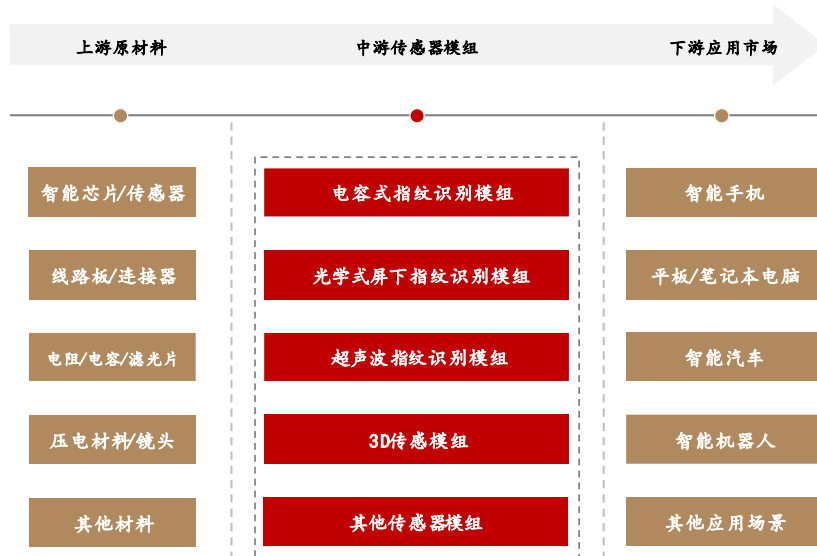 上游原材料
中游传感器模组
下游应用市场
智能芯片/传感器
电容式指纹识别模组
智能手机
线路板/连接器
光学式屏下指纹识别模组
平板/笔记本电脑
电阻/电容/滤光片
超声波指纹识别模组
智能汽车
压电材料/镜头
3D传感模组
智能机器人
其他材料
其他传感器模组
其他应用场景